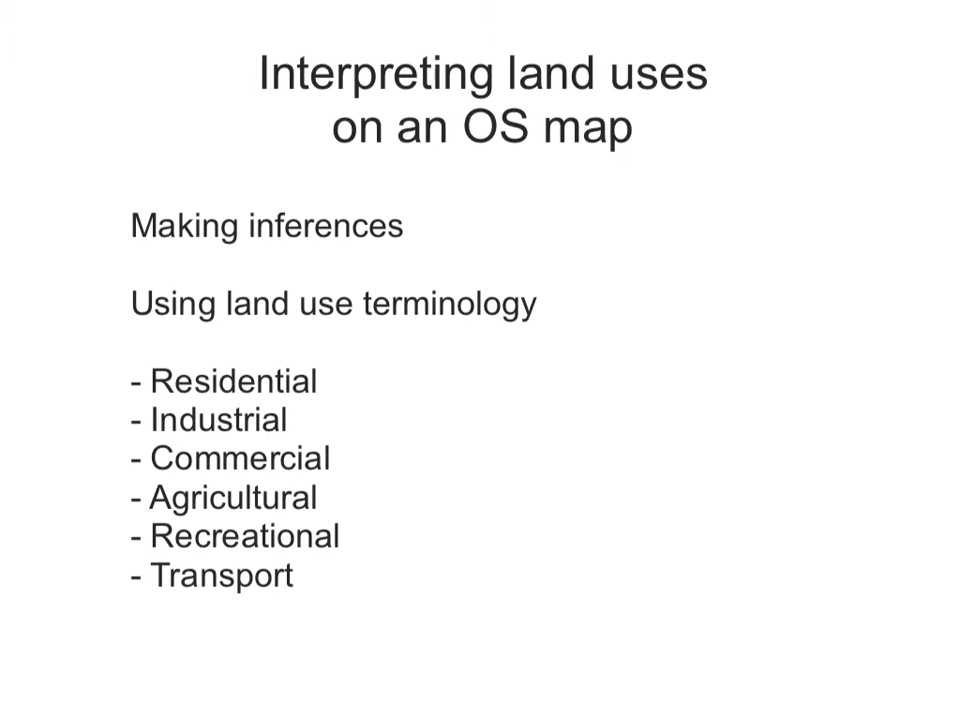 Interpreting land uses
on an OS map
Making inferences
Using land use terminology
- Residential
- Industrial
- Commercial
- Agricultural
- Recreational
- Transport